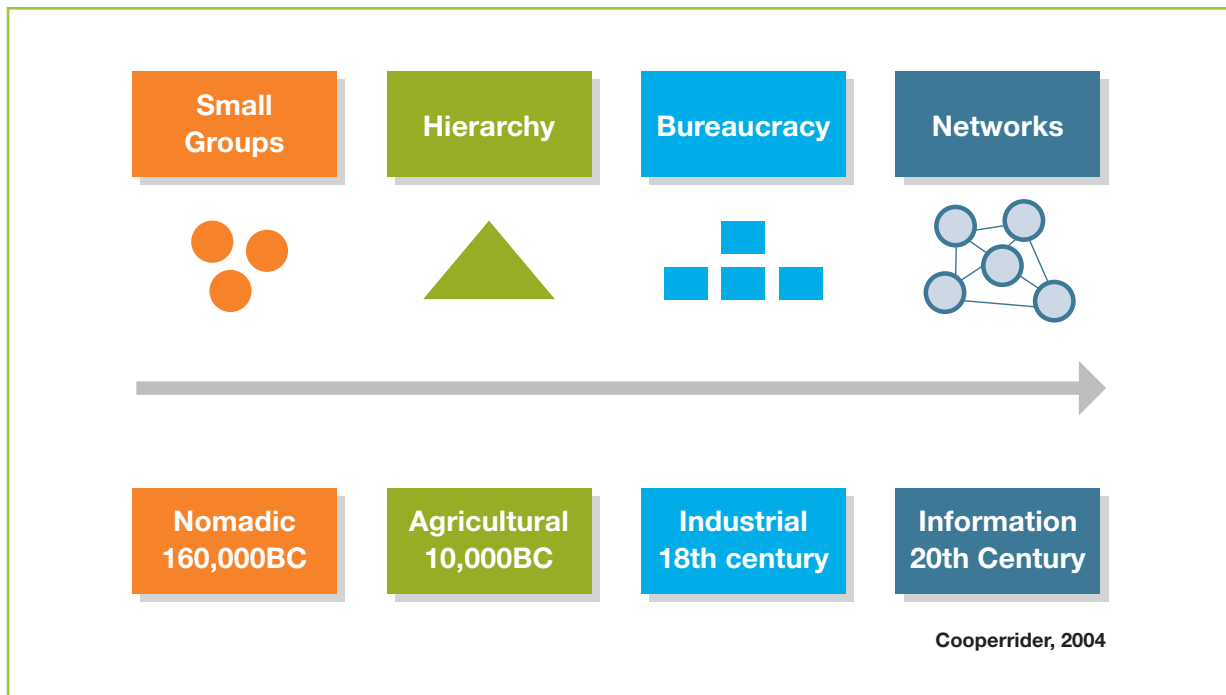 Small
Groups
Hierarchy
Bureaucracy
Networks
Nomadic
160,000BC
Agricultural
10,000BC
Industrial
18th century
Information
20th Century
Cooperrider, 2004